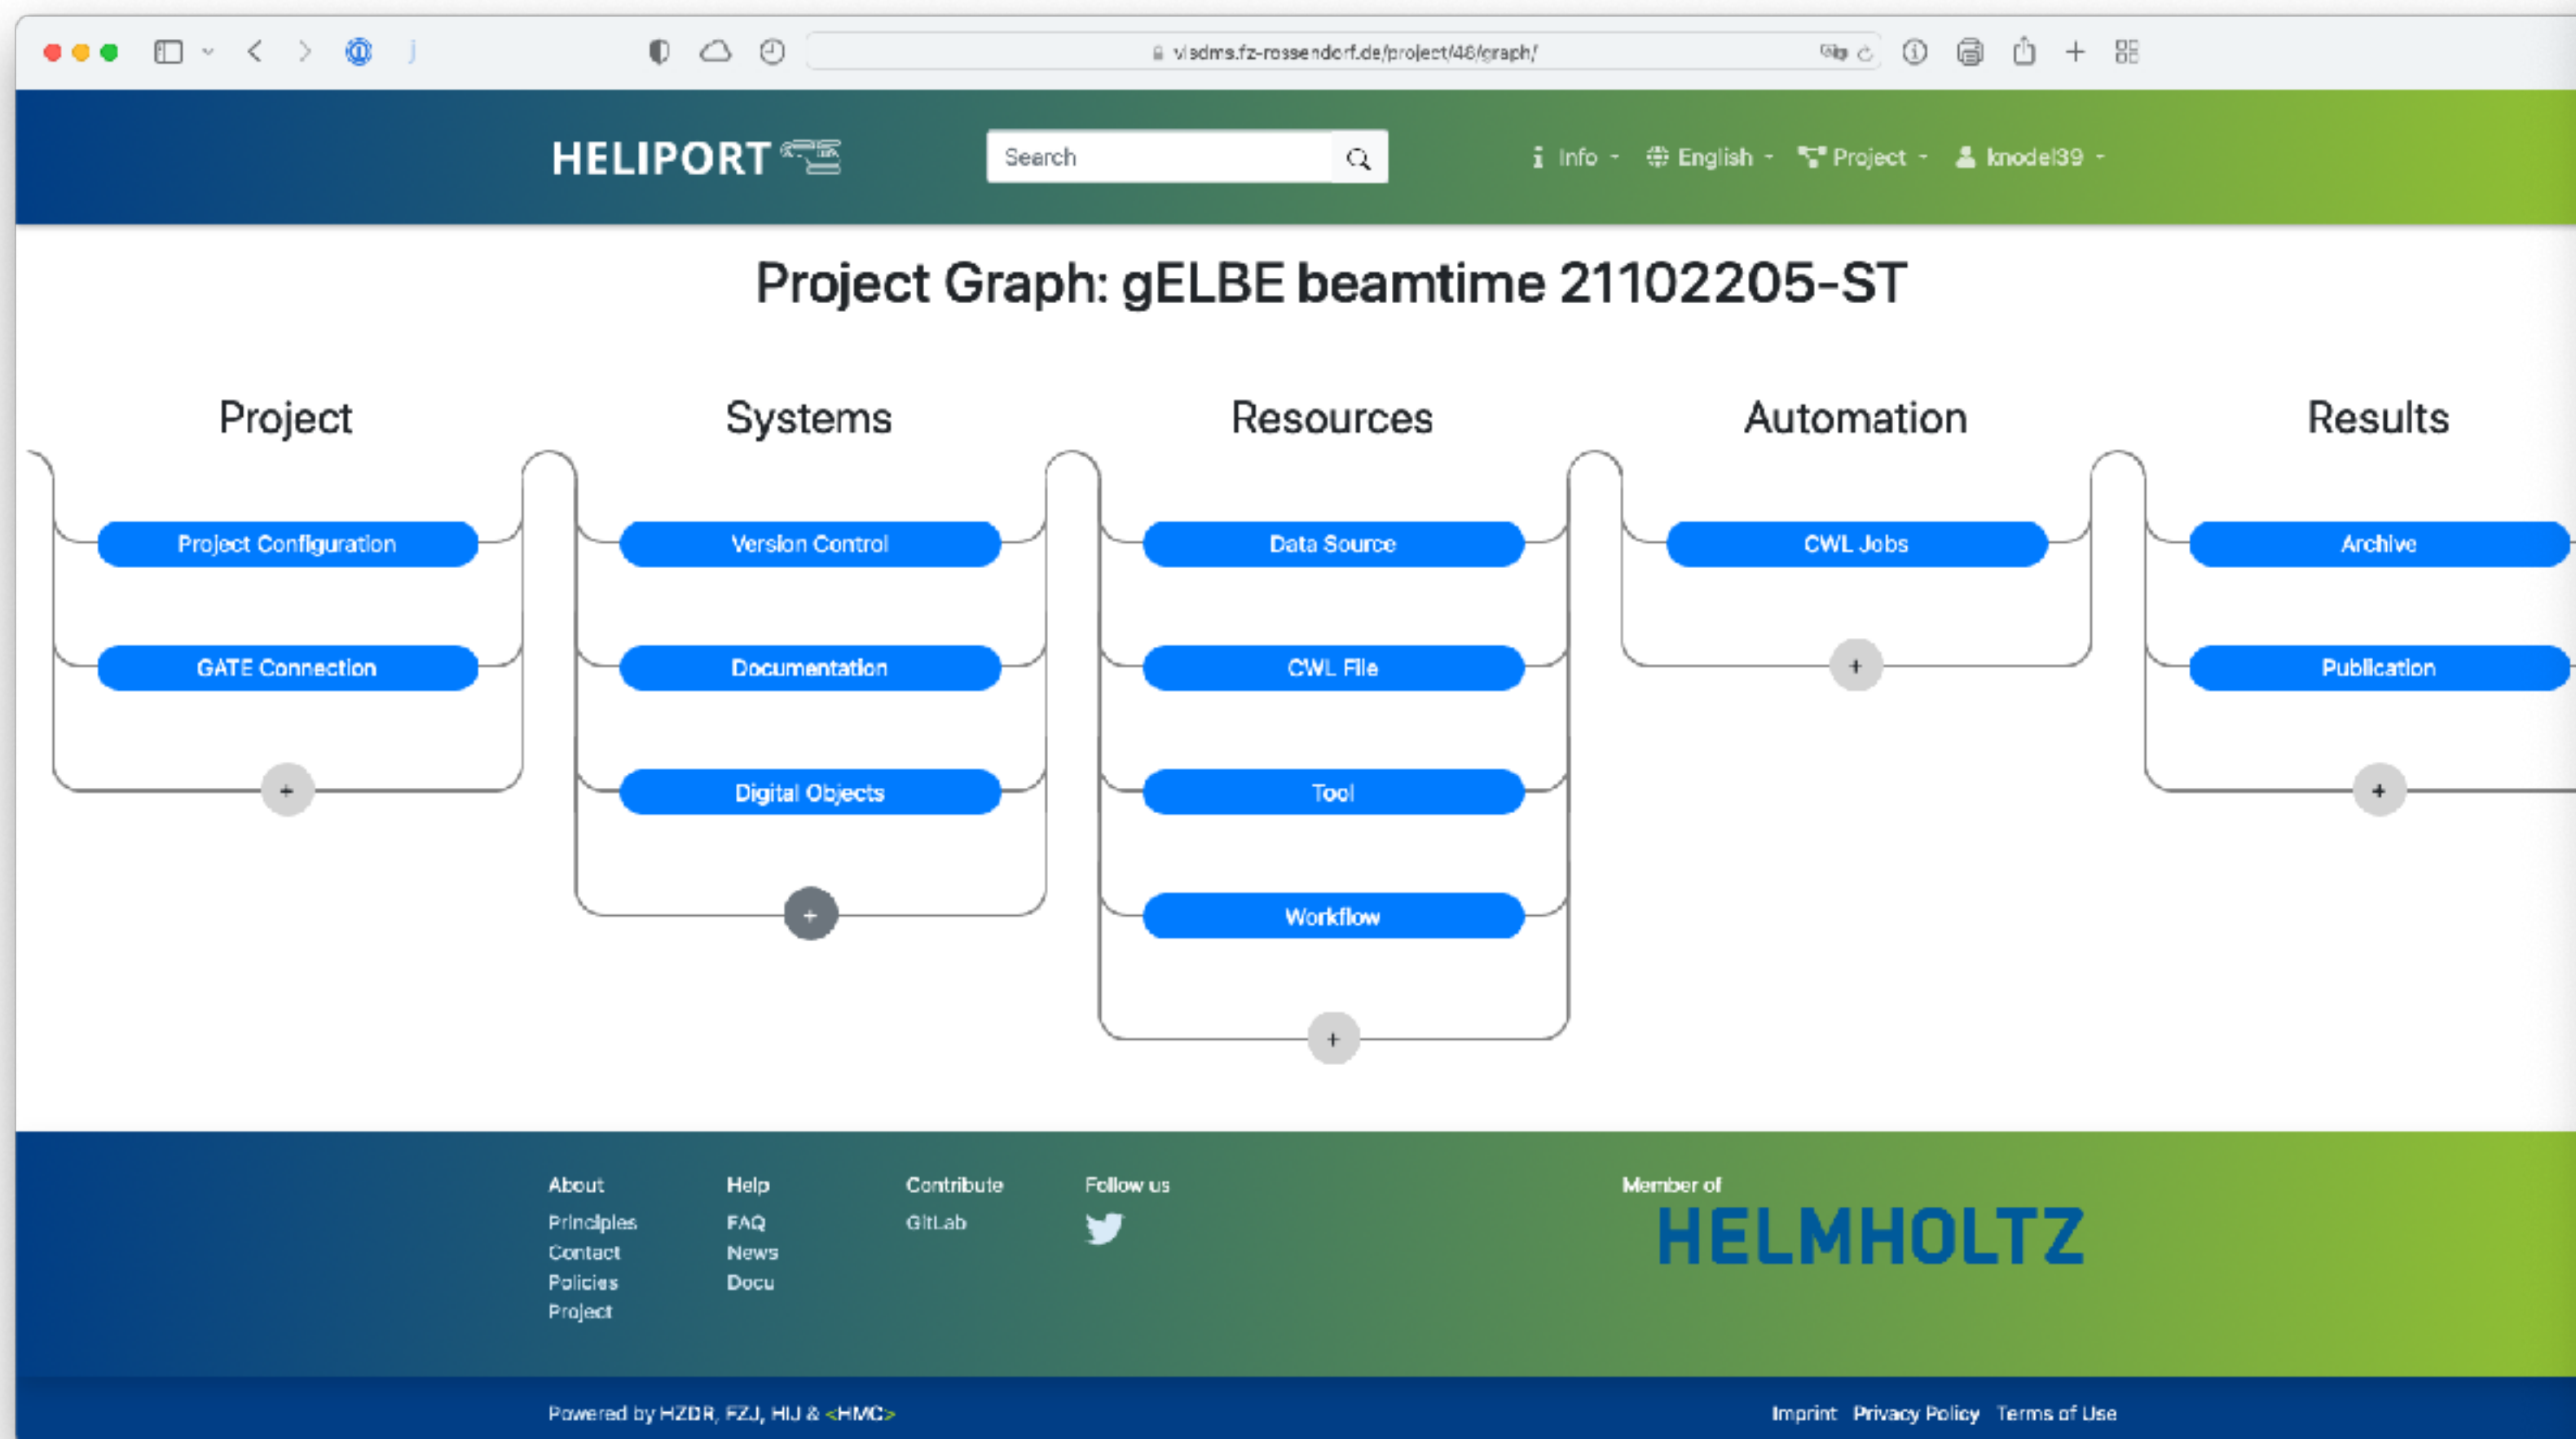 vlsdms.fz-rossendorf.de/project/46/graph/
HELIPORT
Search
Info
English
Project
knodel39
Project Graph: gELBE beamtime 21102205-ST
Project
Systems
Resources
Automation
Results
Project Configuration
Version Control
Data Source
CWL Jobs
Archive
GATE Connection
Documentation
CWL File
+
Publication
+
Digital Objects
Tool
+
+
Workflow
+
About
Help
Contribute
Follow us
Member of
Principles
FAQ
GitLab
HELMHOLTZ
Contact
News
Policies
Docu
Project
Powered by HZDR, FZJ, HIJ & <HMC>
Imprint Privacy Policy Terms of Use